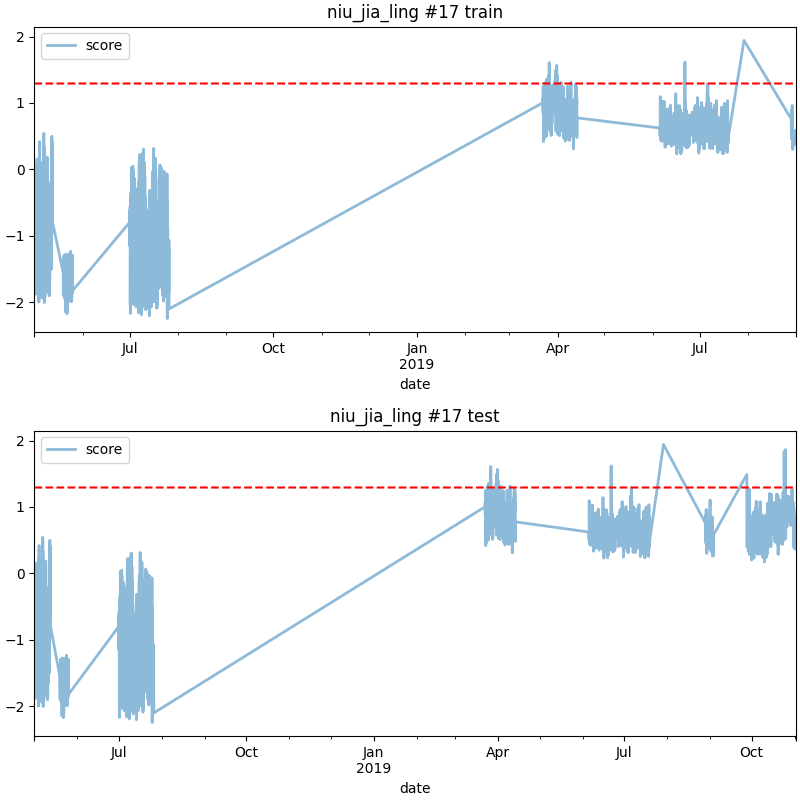 niu_jia_ling #17 train
score
2
1
0
−1
−2
Jul
Oct
Jan
2019
Apr
Jul
date
niu_jia_ling #17 test
score
2
1
0
−1
−2
Jul
Oct
Jan
2019
Apr
Jul
Oct
date